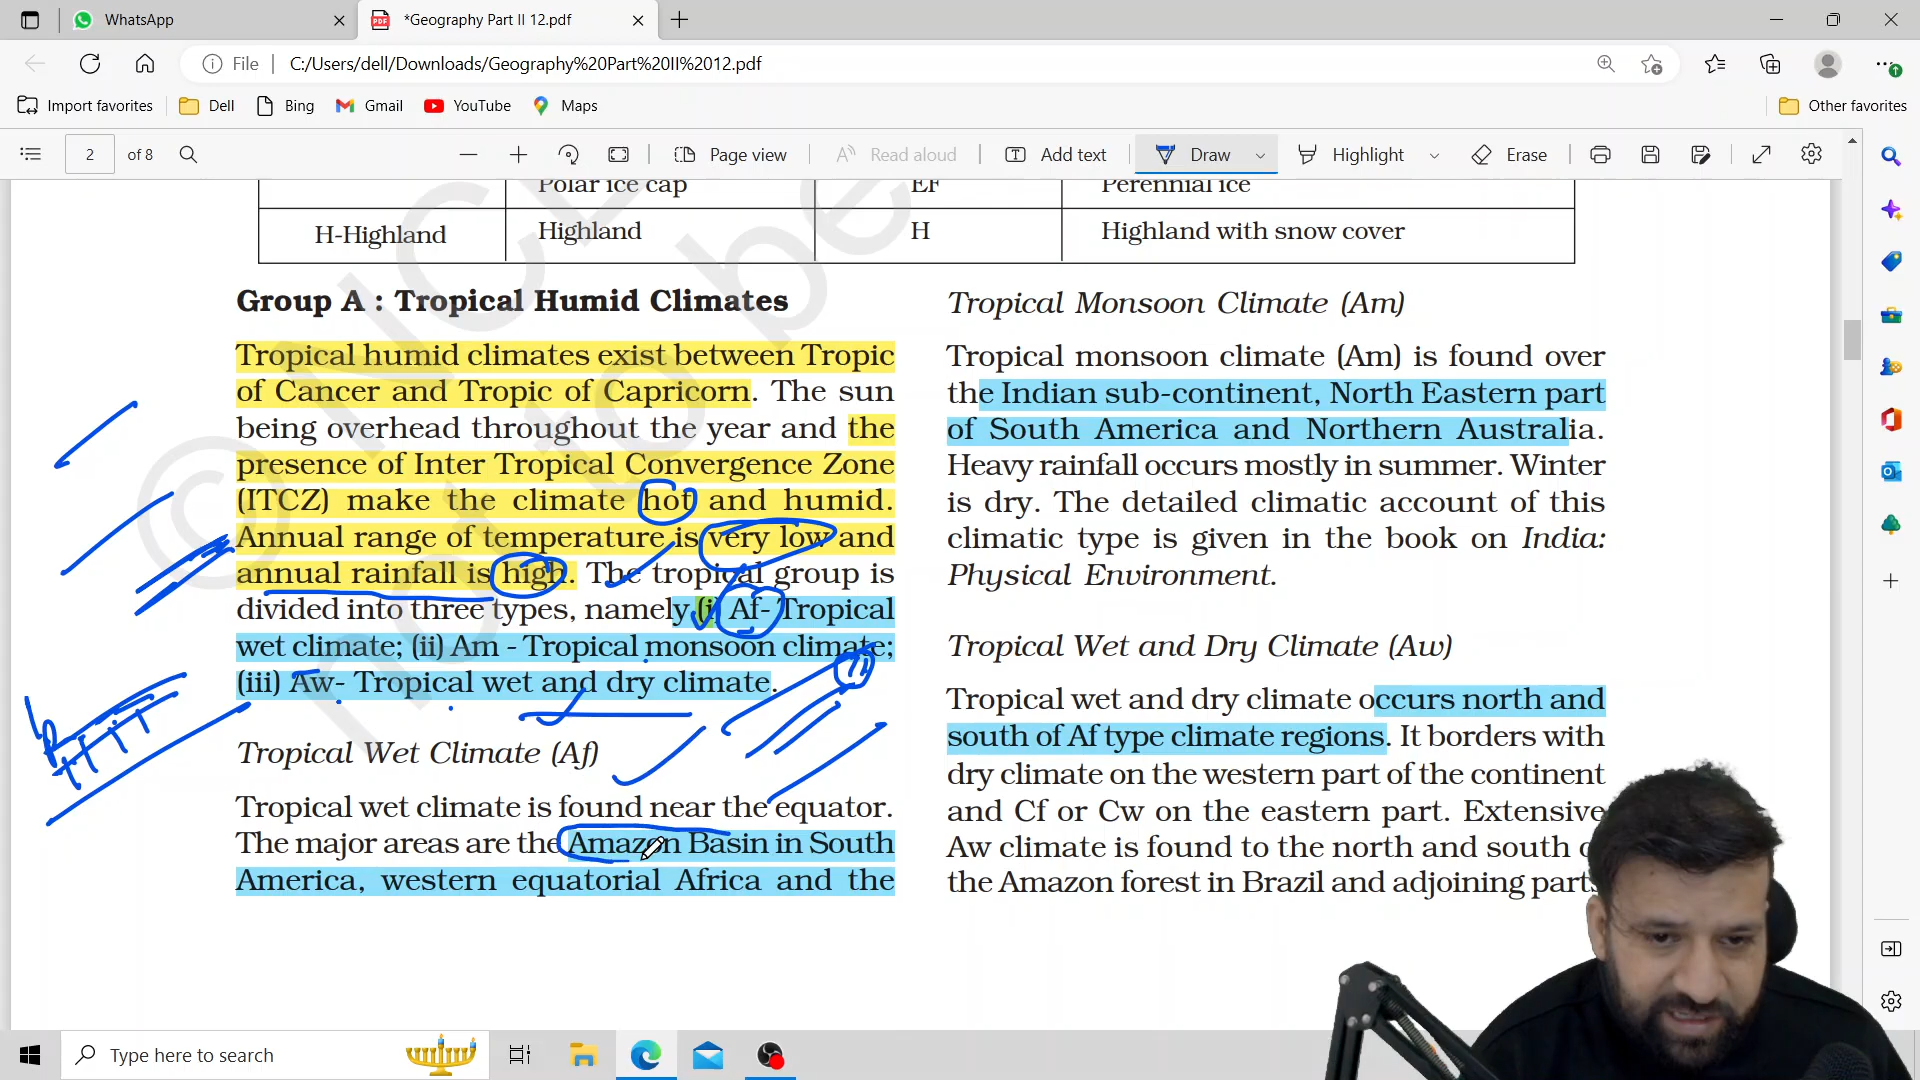 WhatsApp
*Geography Part II 12.pdf
File
C:/Users/dell/Downloads/Geography%20Part%20II%2012.pdf
Import favorites
Dell
Bing
Gmail
YouTube
Maps
Other favorites
2
of 8
Page view
Read aloud
Add text
Draw
Highlight
Erase
Polar ice cap
EF
Perennial ice
H-Highland
Highland
H
Highland with snow cover
Group A : Tropical Humid Climates
Tropical humid climates exist between Tropic
of Cancer and Tropic of Capricorn. The sun
being overhead throughout the year and the
presence of Inter Tropical Convergence Zone
(ITCZ) make the climate hot and humid.
Annual range of temperature is very low and
annual rainfall is high. The tropical group is
divided into three types, namely (i) Af- Tropical
wet climate; (ii) Am - Tropical monsoon climate;
(iii) Aw- Tropical wet and dry climate.
Tropical Wet Climate (Af)
Tropical wet climate is found near the equator.
The major areas are the Amazon Basin in South
America, western equatorial Africa and the
Tropical Monsoon Climate (Am)
Tropical monsoon climate (Am) is found over
the Indian sub-continent, North Eastern part
of South America and Northern Australia.
Heavy rainfall occurs mostly in summer. Winter
is dry. The detailed climatic account of this
climatic type is given in the book on India:
Physical Environment.
Tropical Wet and Dry Climate (Aw)
Tropical wet and dry climate occurs north and
south of Af type climate regions. It borders with
dry climate on the western part of the continent
and Cf or Cw on the eastern part. Extensive
Aw climate is found to the north and south
the Amazon forest in Brazil and adjoining parts
not to be
Type here to search